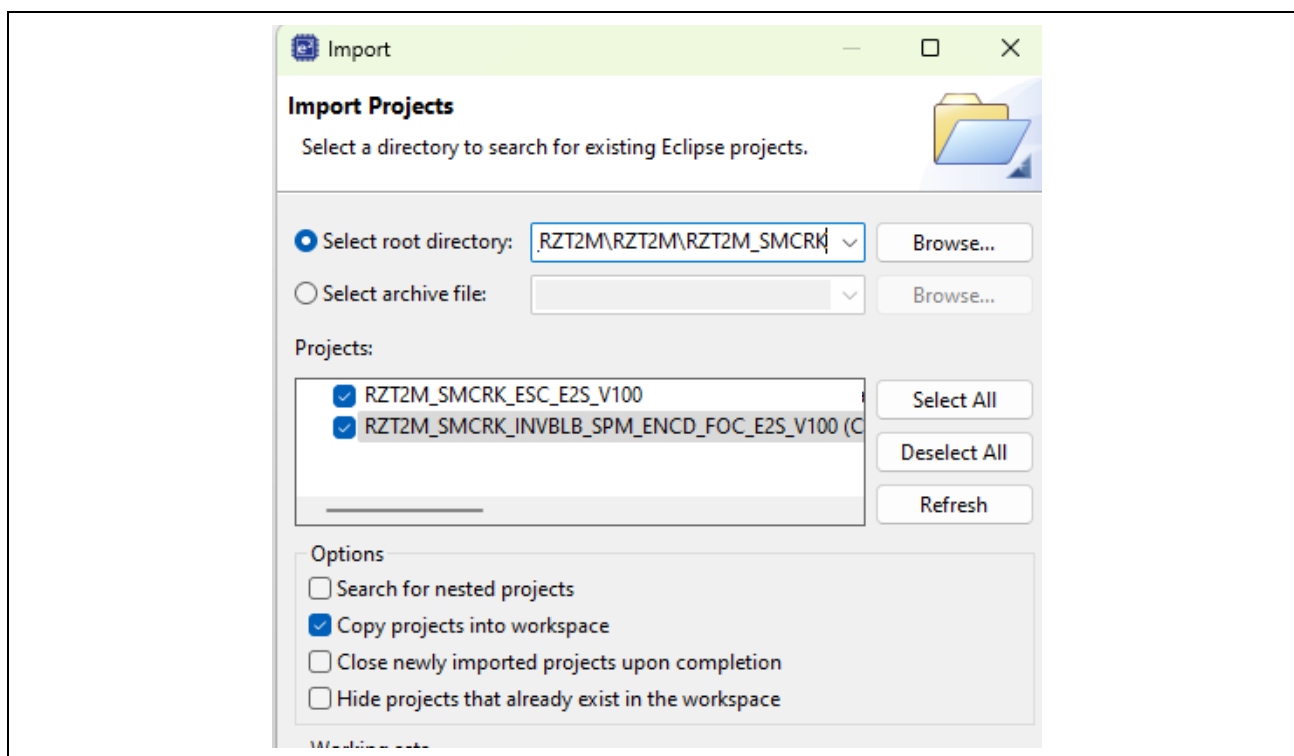 Import
Import Projects
Select a directory to search for existing Eclipse projects.
Select root directory: RZT2M\RZT2M\RZT2M_SMCRK Browse...
Select archive file: Browse...
Projects:
RZT2M_SMCRK_ESC_E2S_V100
RZT2M_SMCRK_INVBLB_SPM_ENCD_FOC_E2S_V100 (C
Select All
Deselect All
Refresh
Options
Search for nested projects
Copy projects into workspace
Close newly imported projects upon completion
Hide projects that already exist in the workspace